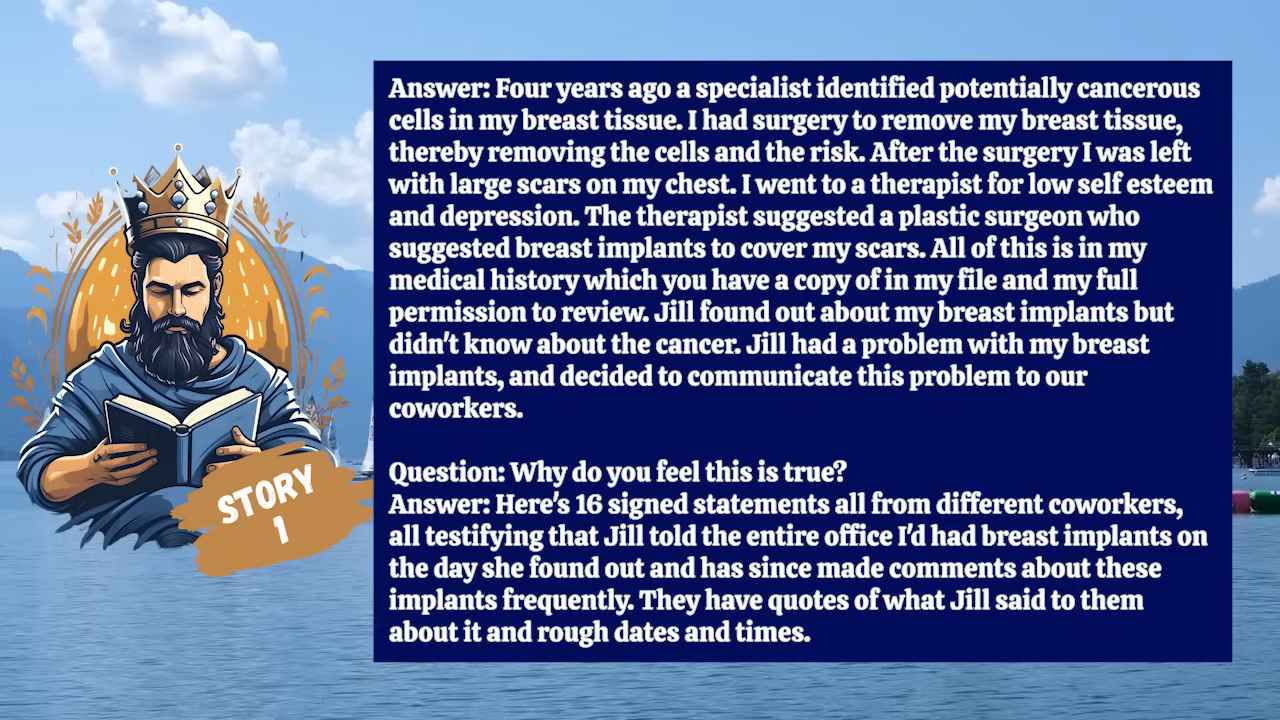 Answer: Four years ago a specialist identified potentially cancerous
cells in my breast tissue. I had surgery to remove my breast tissue,
thereby removing the cells and the risk. After the surgery I was left
with large scars on my chest. I went to a therapist for low self esteem
and depression. The therapist suggested a plastic surgeon who
suggested breast implants to cover my scars. All of this is in my
medical history which you have a copy of in my file and my full
permission to review. Jill found out about my breast implants but
didn't know about the cancer. Jill had a problem with my breast
implants, and decided to communicate this problem to our
coworkers.
Question: Why do you feel this is true?
Answer: Here's 16 signed statements all from different coworkers,
all testifying that Jill told the entire office I'd had breast implants on
the day she found out and has since made comments about these
implants frequently. They have quotes of what Jill said to them
about it and rough dates and times.
STORY
1